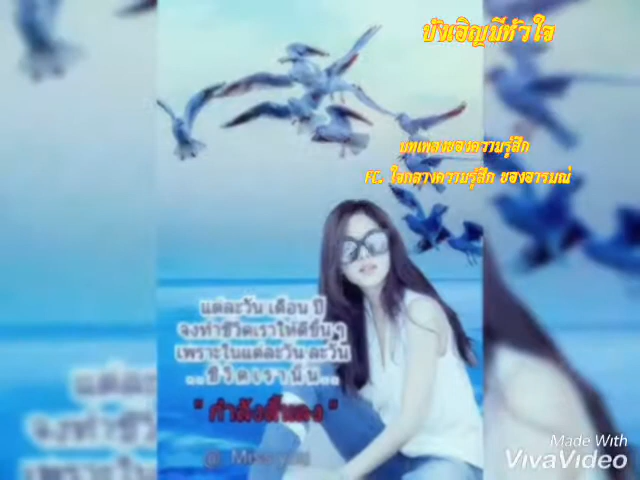 บังเอิญมีหัวใจ
บทเพลงของความรู้สึก
FC. ใจกลางความรู้สึก ของอารมณ์
แต่ละวัน เดือน ปี
จงทำชีวิตเราให้ดีขึ้น ๆ
เพราะในแต่ละวัน ละวัน
...ชีวิตเรานั้น...
" กำลังสั้นลง "
@ Miss you
Made With
VivaVideo